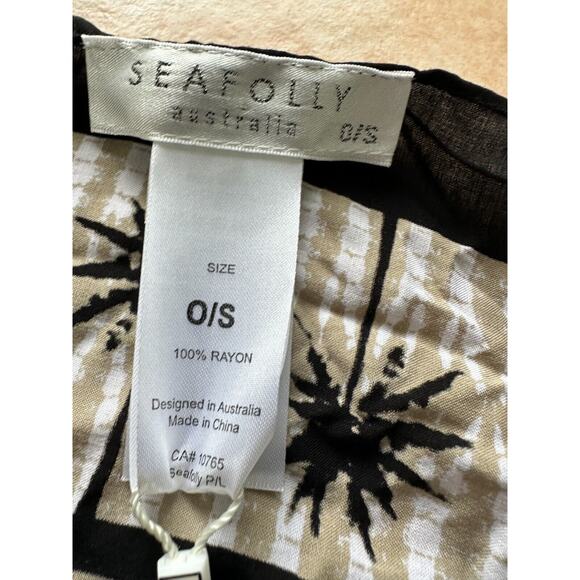 SEAFOLLY
australia O/S
SIZE
O/S
100% RAYON
Designed in Australia
Made in China
CA# 10765
Seafolly P/L